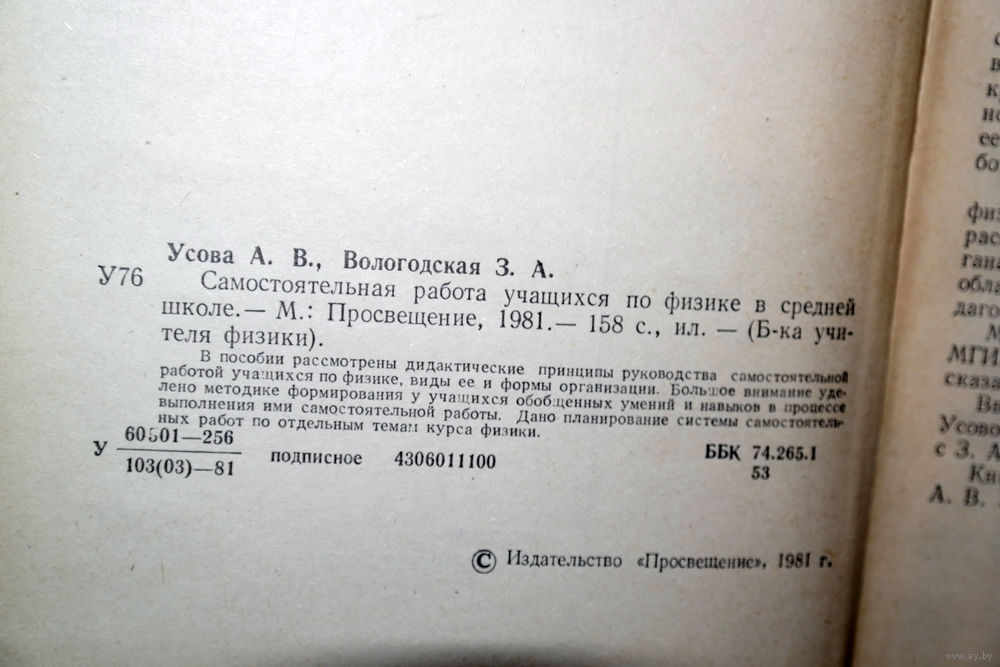 Усова А. В., Вологодская З. А.
У76 Самостоятельная работа учащихся по физике в средней
школе.— М.: Просвещение, 1981.— 158 с., ил. — (Б-ка учи-
теля физики).
В пособии рассмотрены дидактические принципы руководства самостоятельной
работой учащихся по физике, виды ее и формы организации. Большое внимание уде-
лено методике формирования у учащихся обобщенных умений и навыков в процессе
выполнения ими самостоятельной работы. Дано планирование системы самостоятель-
ных работ по отдельным темам курса физики.
У 60501—256
103(03)—81
подписное 4306011100
ББК 74.265.1
53
© Издательство «Просвещение», 1981 г.
физ
рас
гана
обла
даго
М
МГИ
сказа
Усово
с З. А
Кн
А. В.
www.ay.by